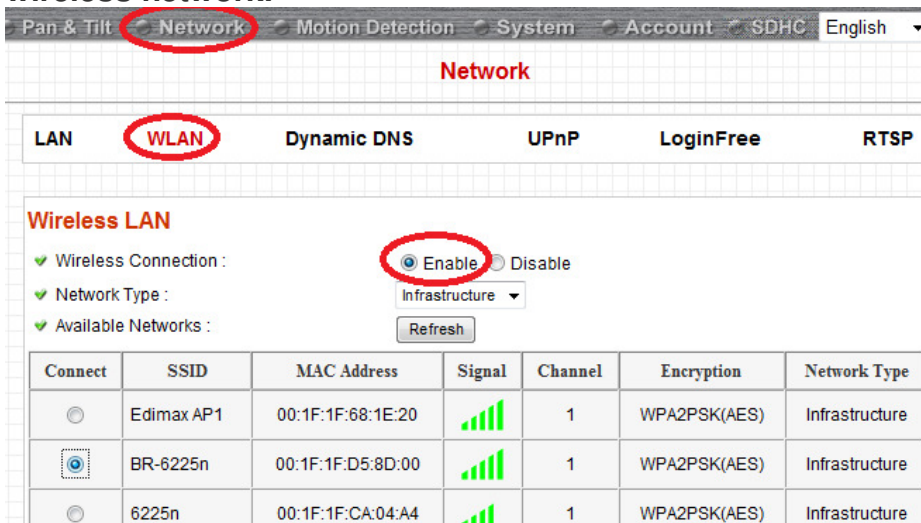 Pan & Tilt Network Motion Detection System Account SDHC English
Network
LAN WLAN Dynamic DNS UPnP LoginFree RTSP
Wireless LAN
Wireless Connection : Enable Disable
Network Type : Infrastructure
Available Networks : Refresh
Connect SSID MAC Address Signal Channel Encryption Network Type
Edimax AP1 00:1F:1F:68:1E:20 1 WPA2PSK(AES) Infrastructure
BR-6225n 00:1F:1F:D5:8D:00 1 WPA2PSK(AES) Infrastructure
6225n 00:1F:1F:CA:04:A4 1 WPA2PSK(AES) Infrastructure